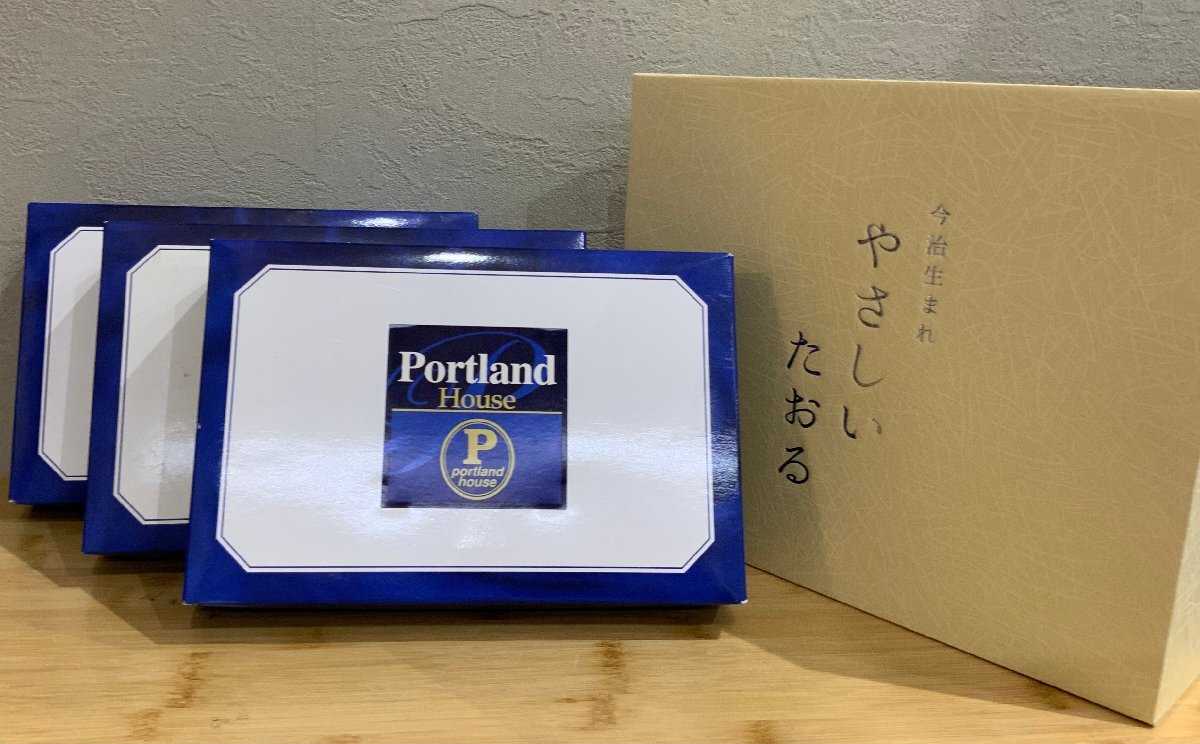 Portland
House
P
portland
house
今治生まれ
やさしい
たおる